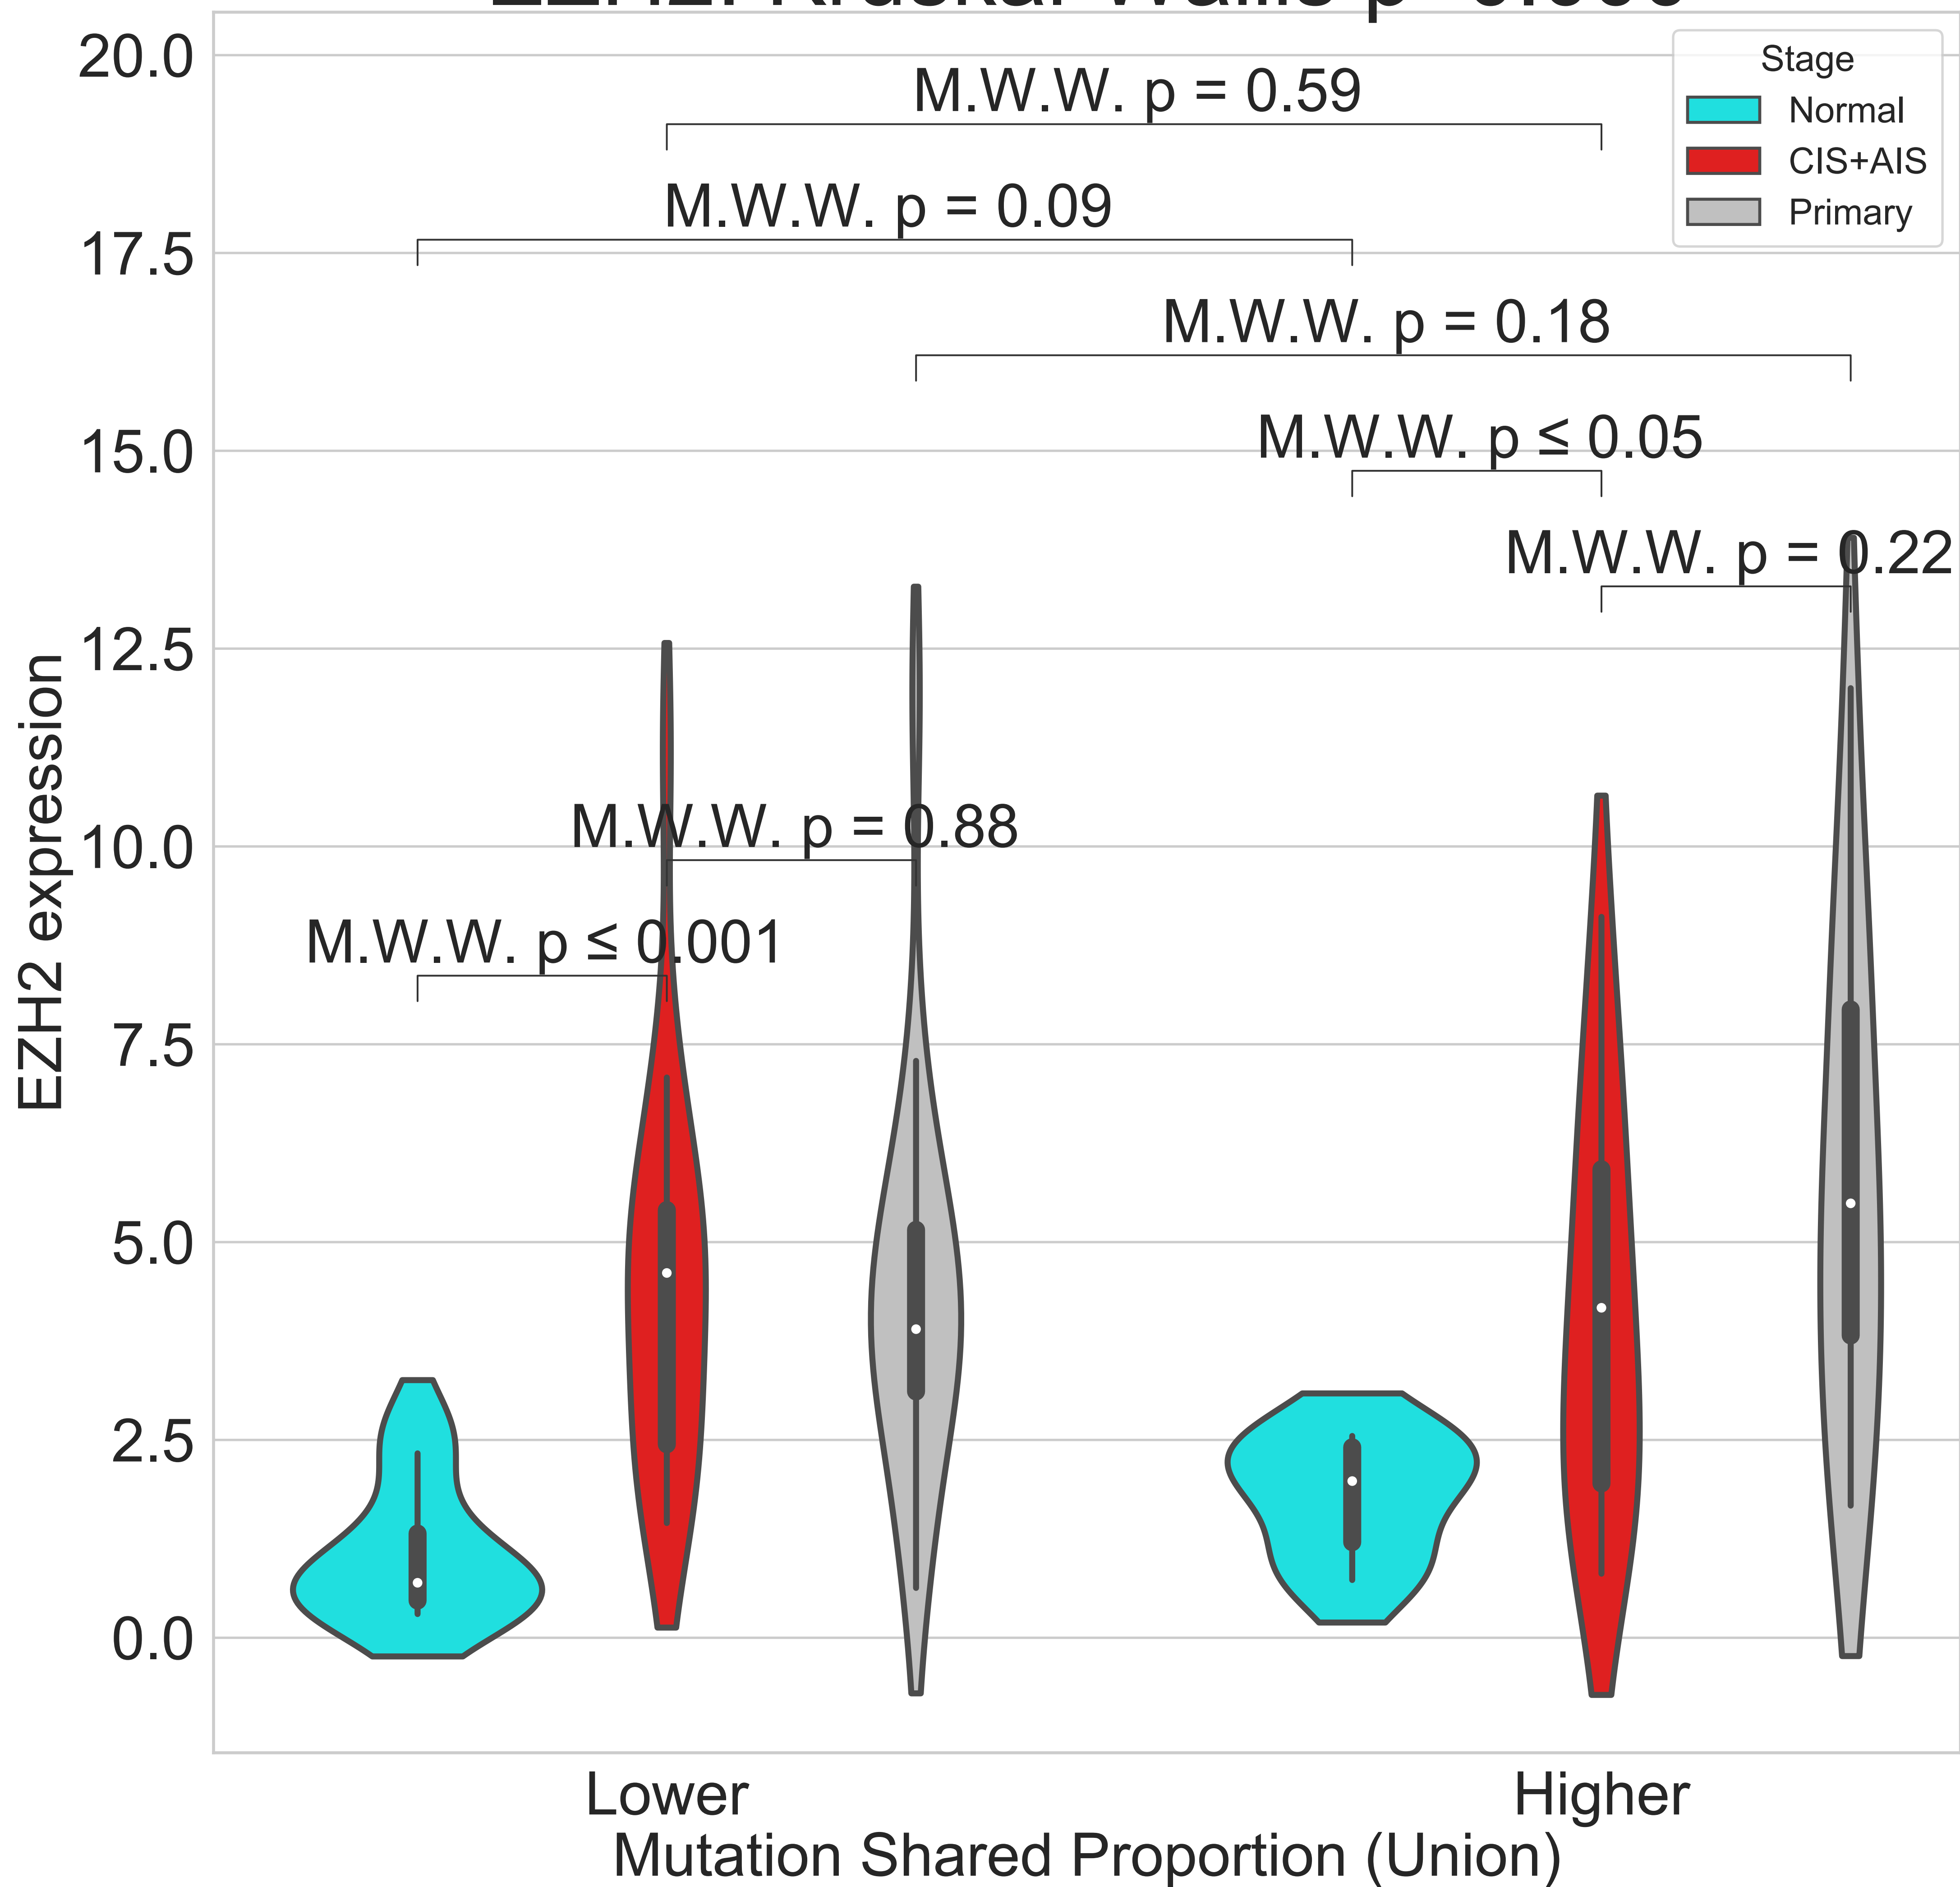 20.0
17.5
15.0
12.5
10.0
7.5
5.0
2.5
0.0
EZH2 expression
M.W.W. p = 0.59
M.W.W. p = 0.09
M.W.W. p = 0.18
M.W.W. p ≤ 0.05
M.W.W. p = 0.22
M.W.W. p = 0.88
M.W.W. p ≤ 0.001
Stage
Normal
CIS+AIS
Primary
Lower
Higher
Mutation Shared Proportion (Union)